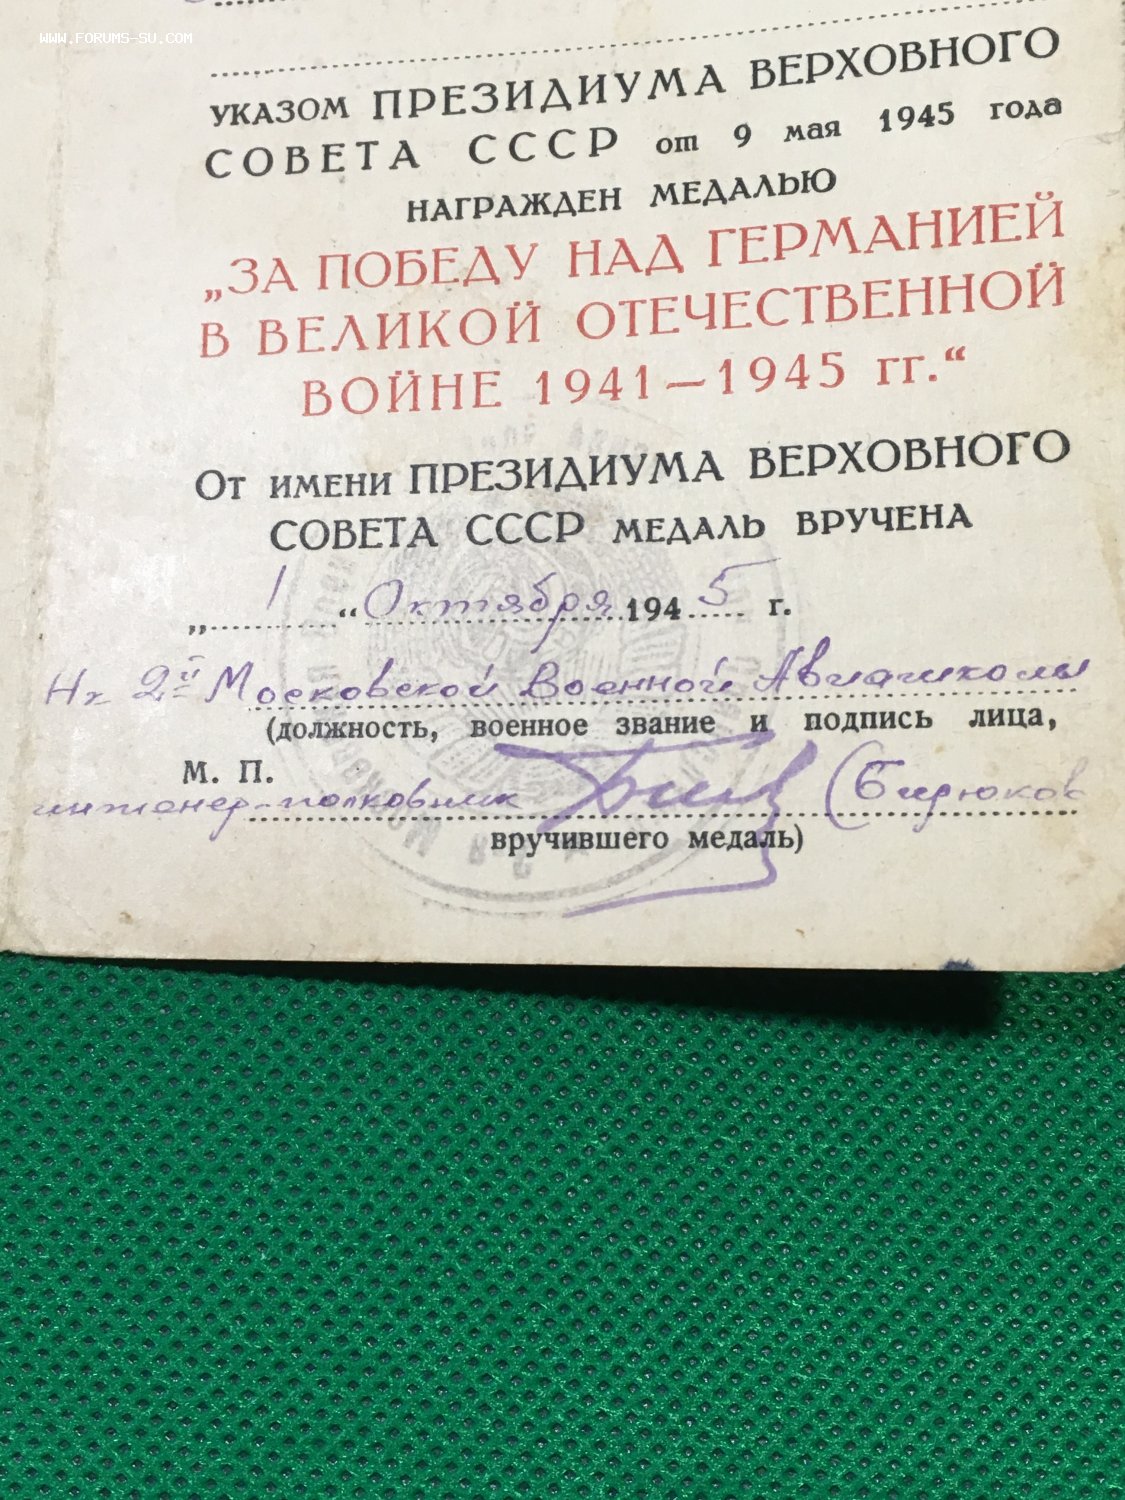 WWW.FORUMS-SU.COM
УКАЗОМ ПРЕЗИДИУМА ВЕРХОВНОГО
СОВЕТА СССР от 9 мая 1945 года
НАГРАЖДЕН МЕДАЛЬЮ
„ЗА ПОБЕДУ НАД ГЕРМАНИЕЙ
В ВЕЛИКОЙ ОТЕЧЕСТВЕННОЙ
ВОЙНЕ 1941—1945 гг.“
От имени ПРЕЗИДИУМА ВЕРХОВНОГО
СОВЕТА СССР МЕДАЛЬ ВРУЧЕНА
„1“ Октября 1945 г.
Нк 2й Московской Военной Авиашколы
(должность, военное звание и подпись лица,
М. П.
инженер-полковник (Бирюков
вручившего медаль)